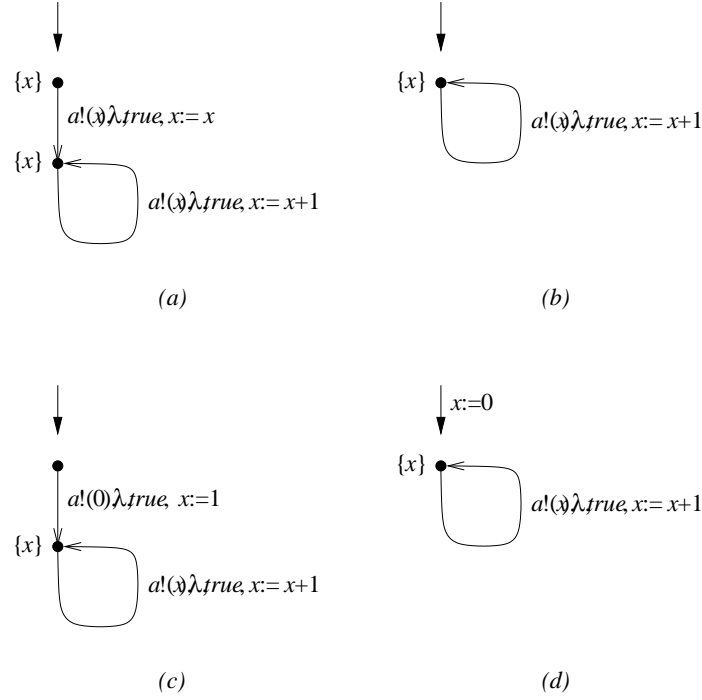 {x}
a!(x),λ,true, x:= x
{x}
a!(x),λ,true, x:= x+1
(a)
{x}
a!(x),λ,true, x:= x+1
(b)
a!(0),λ,true, x:=1
{x}
a!(x),λ,true, x:= x+1
(c)
x:=0
{x}
a!(x),λ,true, x:= x+1
(d)